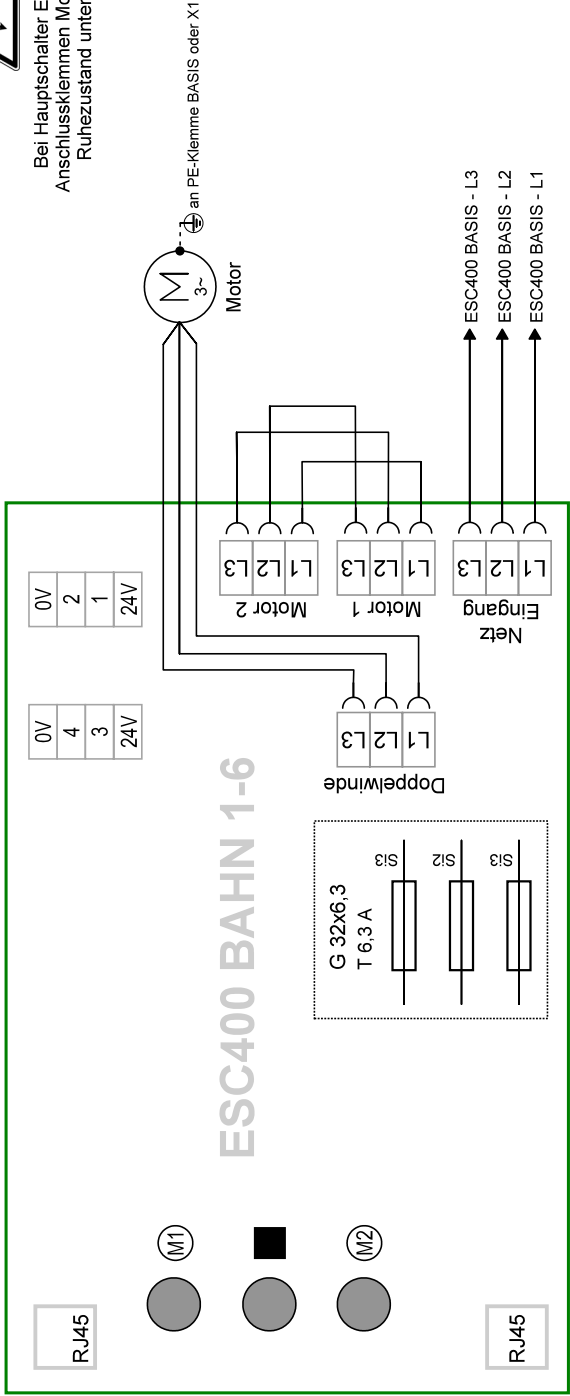 Bei Hauptschalter E
Anschlussklemmen Mo
Ruhezustand unter
an PE-Klemme BASIS oder X1
M
3~
Motor
ESC400 BASIS - L3
ESC400 BASIS - L2
ESC400 BASIS - L1
0V
2
1
24V
0V
4
3
24V
L3
L2
L1
Motor 2
L3
L2
L1
Motor 1
L3
L2
L1
Netz
Eingang
L3
L2
L1
Doppelwinde
ESC400 BAHN 1-6
G 32x6,3
T 6,3 A
Si3
Si2
Si3
M1
M2
RJ45
RJ45